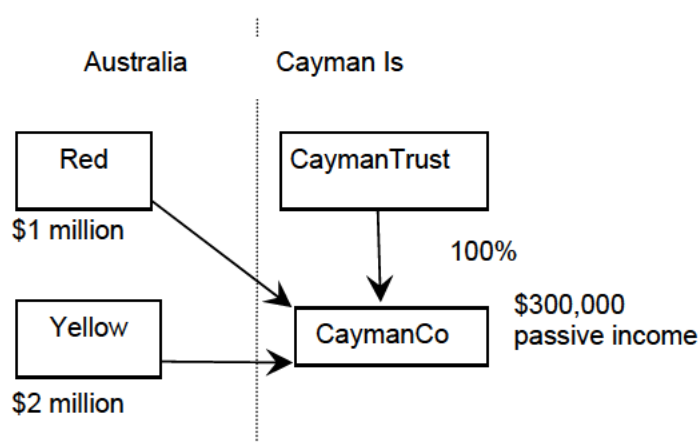 Australia
Cayman Is
Red
CaymanTrust
$1 million
100%
Yellow
CaymanCo
$300,000
passive income
$2 million